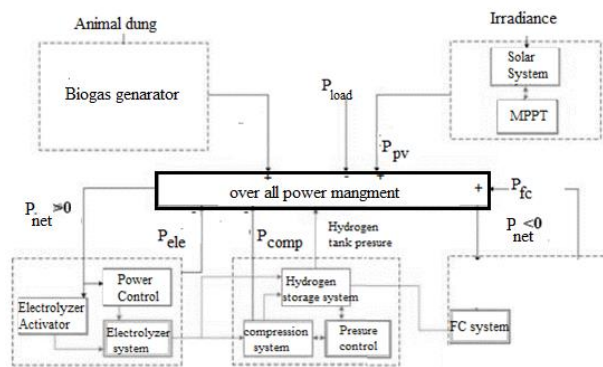 Animal dung
Irradiance
Biogas genarator
Solar
System
MPPT
P load
P pv
+
-
+
over all power mangment
+
P fc
P net ≥0
-
-
P ele
P comp
Hydrogen
tank presure
P net <0
Power
Control
Hydrogen
storage system
Electrolyzer
Activator
Electrolyzer
system
compression
system
Presure
control
FC system